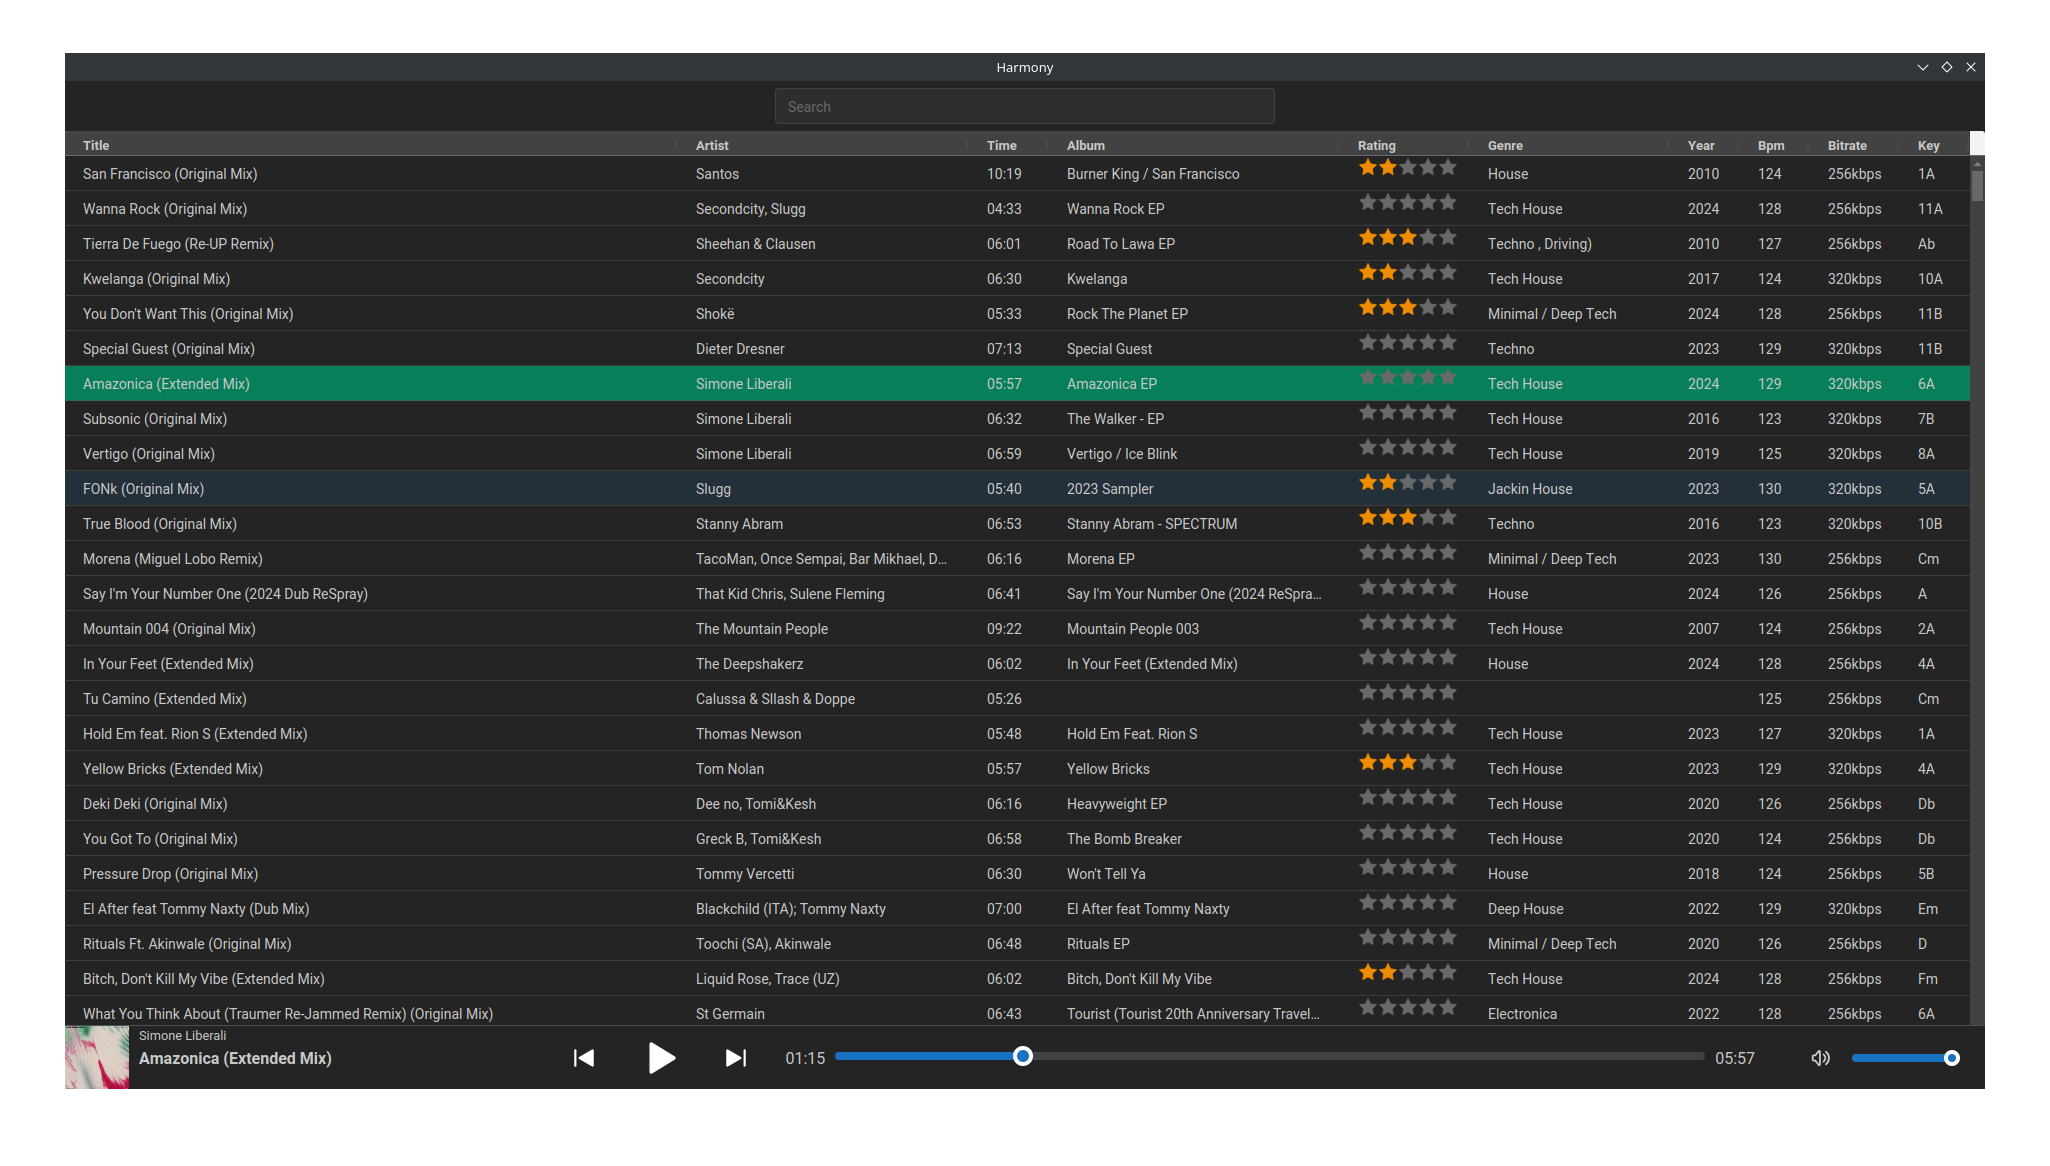 Harmony
Search
Title Artist Time Album Rating Genre Year Bpm Bitrate Key
San Francisco (Original Mix) Santos 10:19 Burner King / San Francisco House 2010 124 256kbps 1A
Wanna Rock (Original Mix) Secondcity, Slugg 04:33 Wanna Rock EP Tech House 2024 128 256kbps 11A
Tierra De Fuego (Re-UP Remix) Sheehan & Clausen 06:01 Road To Lawa EP Techno , Driving) 2010 127 256kbps Ab
Kwelanga (Original Mix) Secondcity 06:30 Kwelanga Tech House 2017 124 320kbps 10A
You Don't Want This (Original Mix) Shokë 05:33 Rock The Planet EP Minimal / Deep Tech 2024 128 256kbps 11B
Special Guest (Original Mix) Dieter Dresner 07:13 Special Guest Techno 2023 129 320kbps 11B
Amazonica (Extended Mix) Simone Liberali 05:57 Amazonica EP Tech House 2024 129 320kbps 6A
Subsonic (Original Mix) Simone Liberali 06:32 The Walker - EP Tech House 2016 123 320kbps 7B
Vertigo (Original Mix) Simone Liberali 06:59 Vertigo / Ice Blink Tech House 2019 125 320kbps 8A
FONk (Original Mix) Slugg 05:40 2023 Sampler Jackin House 2023 130 320kbps 5A
True Blood (Original Mix) Stanny Abram 06:53 Stanny Abram - SPECTRUM Techno 2016 123 320kbps 10B
Morena (Miguel Lobo Remix) TacoMan, Once Sempai, Bar Mikhael, D... 06:16 Morena EP Minimal / Deep Tech 2023 130 256kbps Cm
Say I'm Your Number One (2024 Dub ReSpray) That Kid Chris, Sulene Fleming 06:41 Say I'm Your Number One (2024 ReSpra... House 2024 126 256kbps A
Mountain 004 (Original Mix) The Mountain People 09:22 Mountain People 003 Tech House 2007 124 256kbps 2A
In Your Feet (Extended Mix) The Deepshakerz 06:02 In Your Feet (Extended Mix) House 2024 128 256kbps 4A
Tu Camino (Extended Mix) Calussa & Sllash & Doppe 05:26 125 256kbps Cm
Hold Em feat. Rion S (Extended Mix) Thomas Newson 05:48 Hold Em Feat. Rion S Tech House 2023 127 320kbps 1A
Yellow Bricks (Extended Mix) Tom Nolan 05:57 Yellow Bricks Tech House 2023 129 320kbps 4A
Deki Deki (Original Mix) Dee no, Tomi&Kesh 06:16 Heavyweight EP Tech House 2020 126 256kbps Db
You Got To (Original Mix) Greck B, Tomi&Kesh 06:58 The Bomb Breaker Tech House 2020 124 256kbps Db
Pressure Drop (Original Mix) Tommy Vercetti 06:30 Won't Tell Ya House 2018 124 256kbps 5B
El After feat Tommy Naxty (Dub Mix) Blackchild (ITA); Tommy Naxty 07:00 El After feat Tommy Naxty Deep House 2022 129 320kbps Em
Rituals Ft. Akinwale (Original Mix) Toochi (SA), Akinwale 06:48 Rituals EP Minimal / Deep Tech 2020 126 256kbps D
Bitch, Don't Kill My Vibe (Extended Mix) Liquid Rose, Trace (UZ) 06:02 Bitch, Don't Kill My Vibe Tech House 2024 128 256kbps Fm
What You Think About (Traumer Re-Jammed Remix) (Original Mix) St Germain 06:43 Tourist (Tourist 20th Anniversary Travel... Electronica 2022 128 256kbps 6A
Simone Liberali
Amazonica (Extended Mix) 01:15 05:57